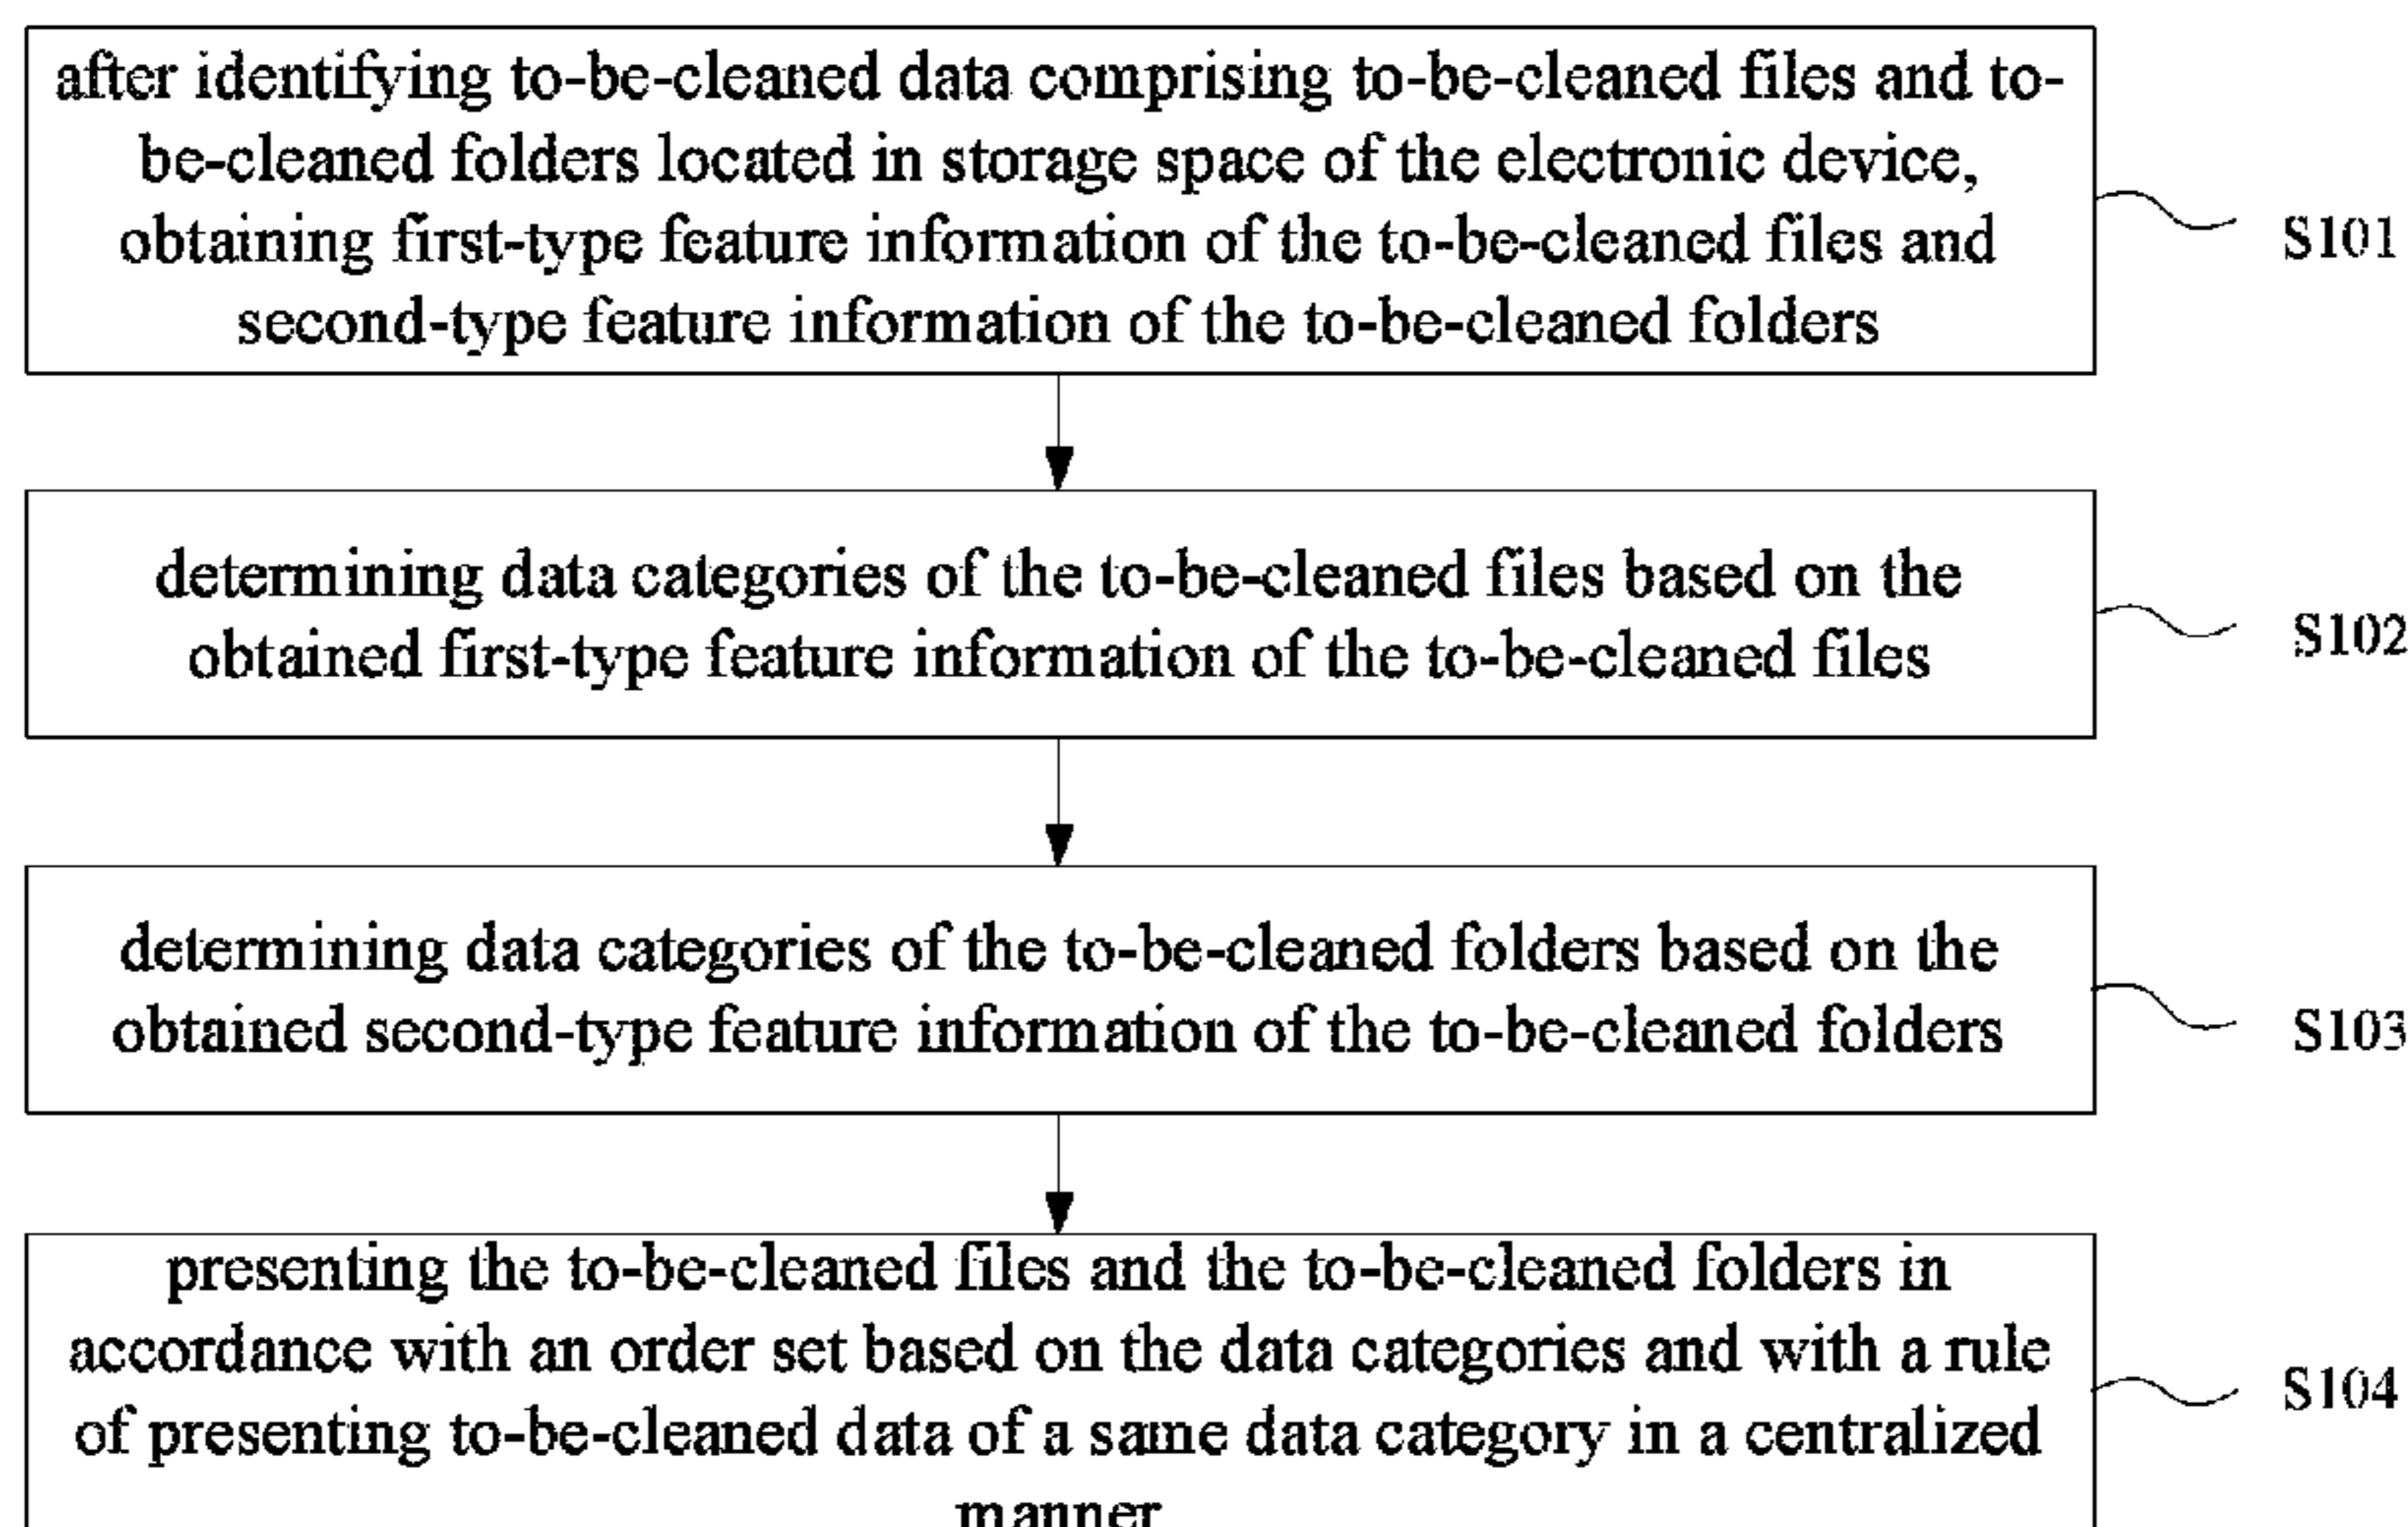 after identifying to-be-cleaned data comprising to-be-cleaned files and to-
be-cleaned folders located in storage space of the electronic device,
obtaining first-type feature information of the to-be-cleaned files and
second-type feature information of the to-be-cleaned folders
S101
determining data categories of the to-be-cleaned files based on the
obtained first-type feature information of the to-be-cleaned files
S102
determining data categories of the to-be-cleaned folders based on the
obtained second-type feature information of the to-be-cleaned folders
S103
presenting the to-be-cleaned files and the to-be-cleaned folders in
accordance with an order set based on the data categories and with a rule
of presenting to-be-cleaned data of a same data category in a centralized
manner
S104